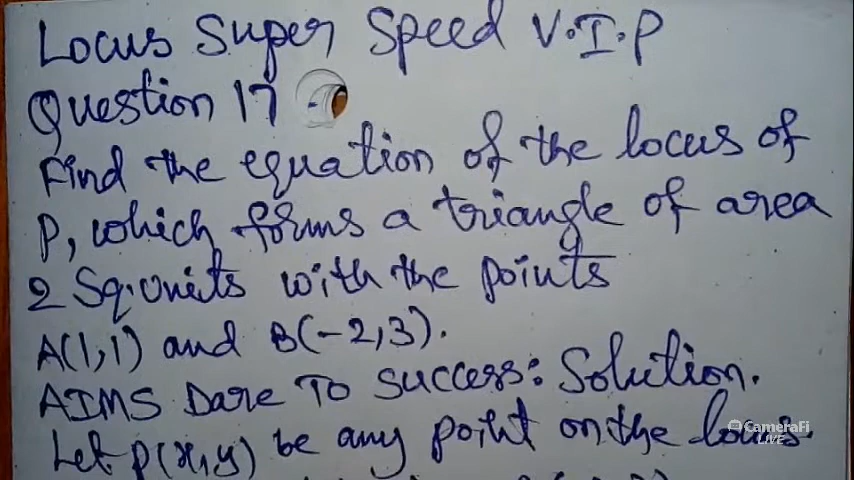 Locus Super Speed V.I.P
Question 17
Find the equation of the locus of
P, which forms a triangle of area
2 Sq.units with the points
A(1,1) and B(-2,3).
AIMS Dare To Success: Solution.
Let P(x,y) be any point on the locus.
CameraFi
LIVE